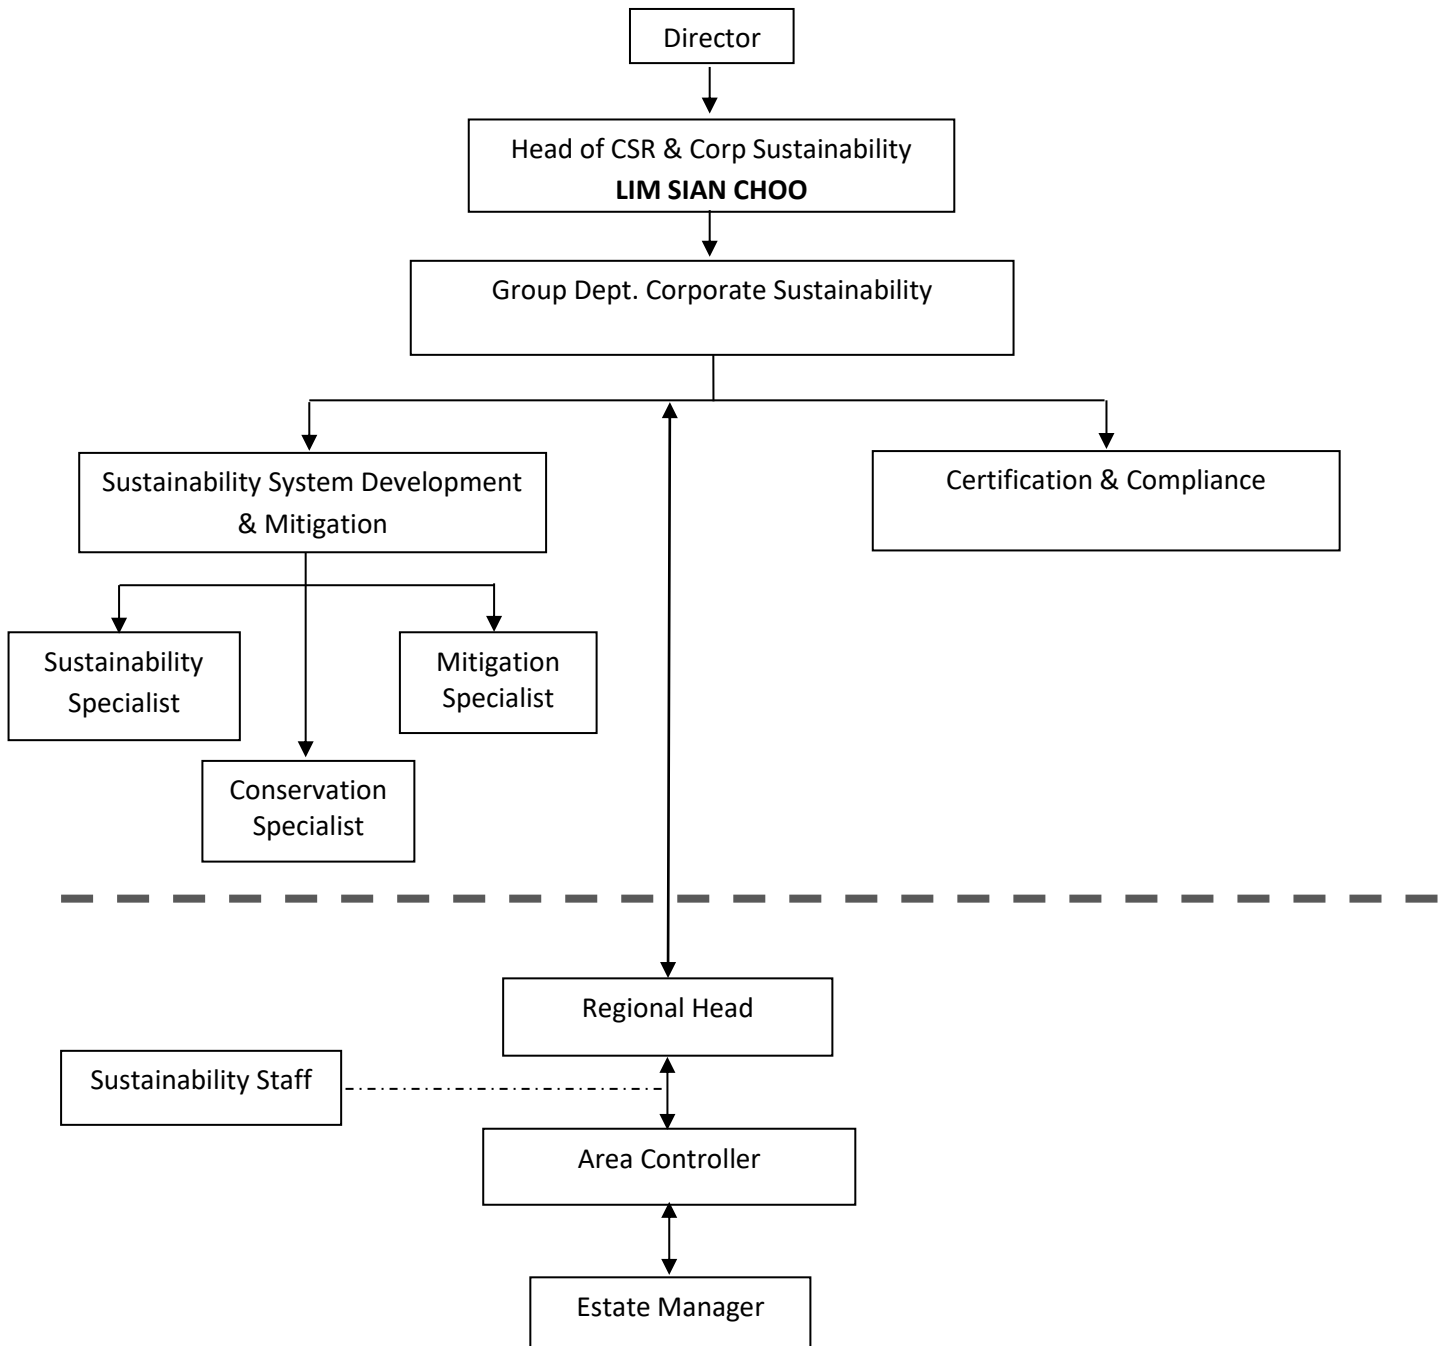 Director
Head of CSR & Corp Sustainability
LIM SIAN CHOO
Group Dept. Corporate Sustainability
Sustainability System Development
& Mitigation
Certification & Compliance
Sustainability
Specialist
Mitigation
Specialist
Conservation
Specialist
Regional Head
Sustainability Staff
Area Controller
Estate Manager